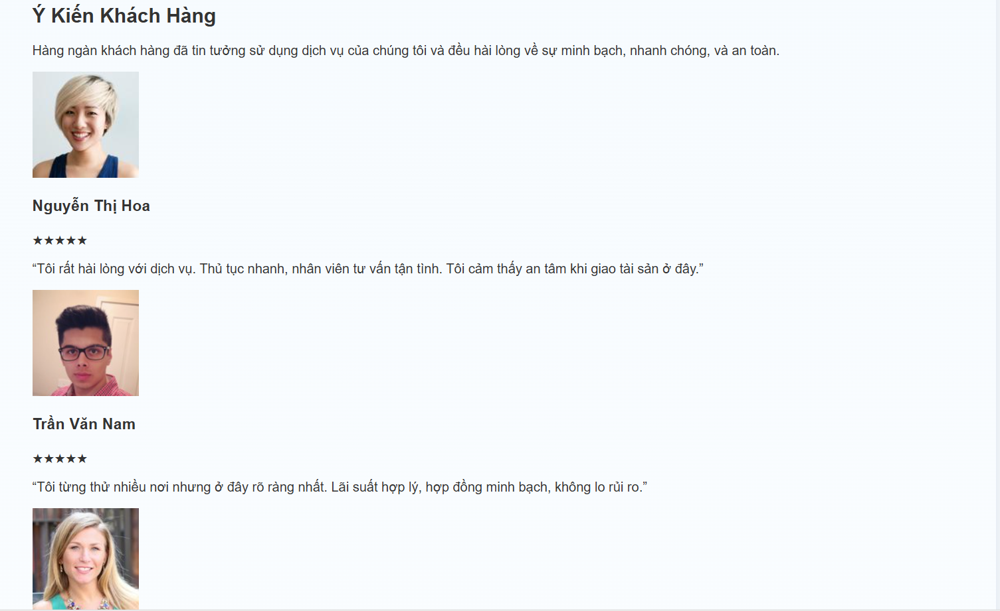 Ý Kiến Khách Hàng
Hàng ngàn khách hàng đã tin tưởng sử dụng dịch vụ của chúng tôi và đều hài lòng về sự minh bạch, nhanh chóng, và an toàn.
Nguyễn Thị Hoa
★★★★★
“Tôi rất hài lòng với dịch vụ. Thủ tục nhanh, nhân viên tư vấn tận tình. Tôi cảm thấy an tâm khi giao tài sản ở đây.”
Trần Văn Nam
★★★★★
“Tôi từng thử nhiều nơi nhưng ở đây rõ ràng nhất. Lãi suất hợp lý, hợp đồng minh bạch, không lo rủi ro.”